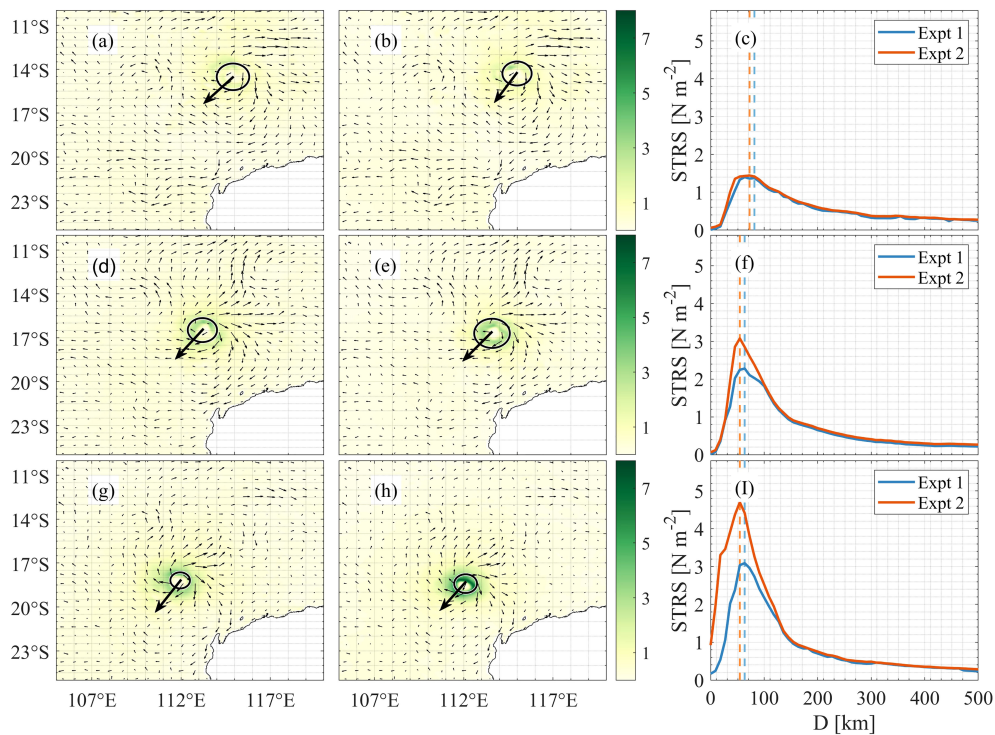 11°S
14°S
17°S
20°S
23°S
(a)
(b)
7
5
3
1
(c)
Expt 1
Expt 2
STRS [N m-2]
5
4
3
2
1
0
11°S
14°S
17°S
20°S
23°S
(d)
(e)
7
5
3
1
(f)
Expt 1
Expt 2
STRS [N m-2]
5
4
3
2
1
0
11°S
14°S
17°S
20°S
23°S
(g)
(h)
7
5
3
1
(I)
Expt 1
Expt 2
STRS [N m-2]
5
4
3
2
1
0
107°E 112°E 117°E
107°E 112°E 117°E
0 100 200 300 400 500
D [km]